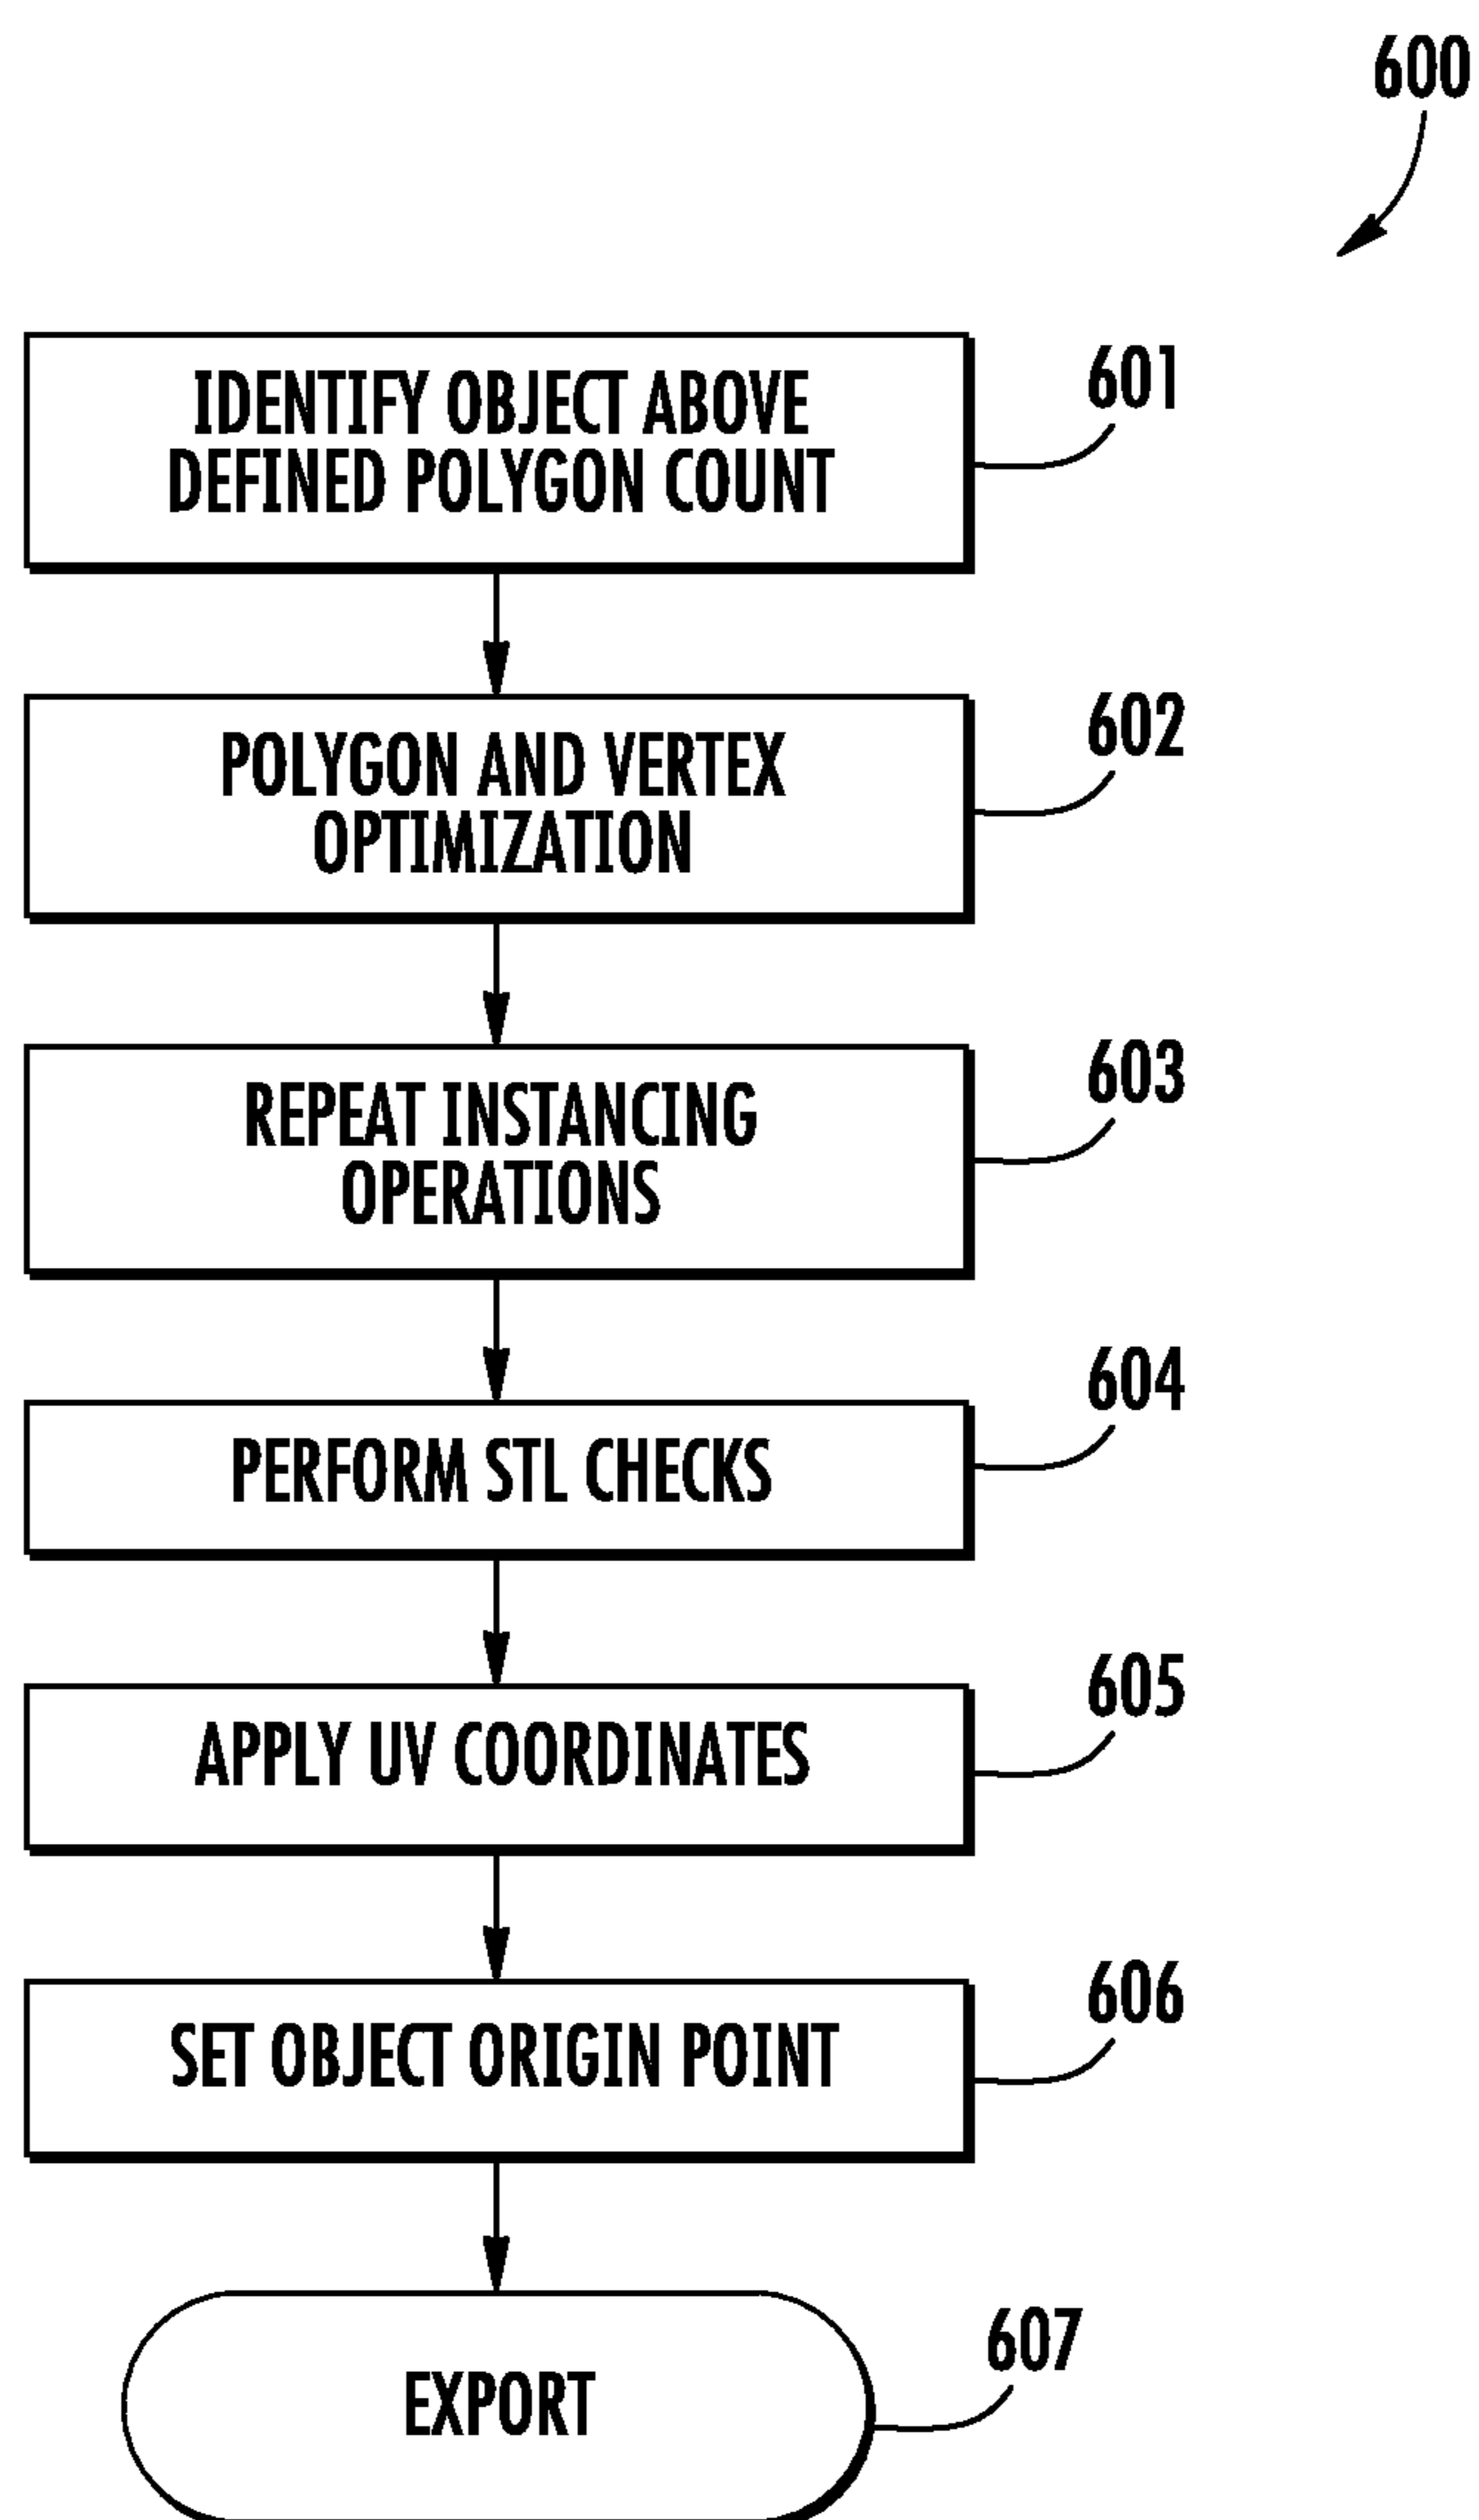 600
IDENTIFY OBJECT ABOVE
DEFINED POLYGON COUNT
601
POLYGON AND VERTEX
OPTIMIZATION
602
REPEAT INSTANCING
OPERATIONS
603
PERFORM STL CHECKS
604
APPLY UV COORDINATES
605
SET OBJECT ORIGIN POINT
606
EXPORT
607